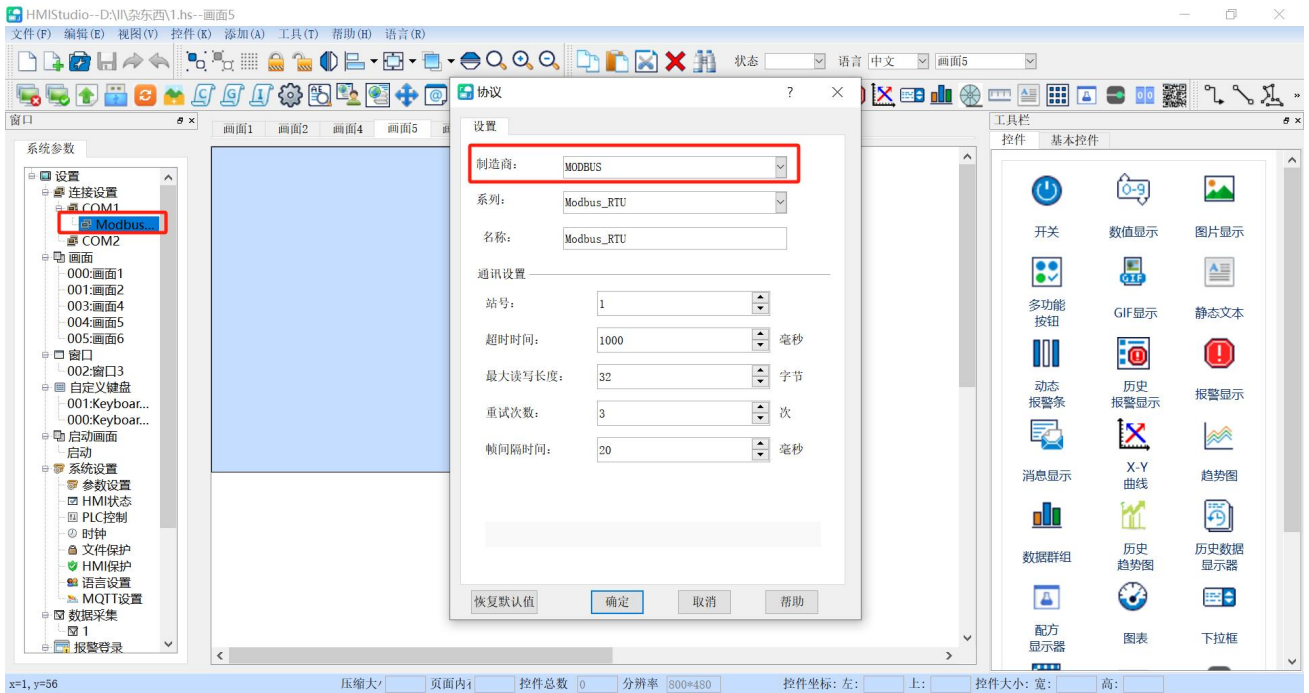 HMIStudio--D:\II\杂东西\1.hs--画面5
文件(F) 编辑(E) 视图(V) 控件(K) 添加(A) 工具(T) 帮助(H) 语言(R)
状态 语言 中文 画面5
窗口
系统参数
设置
连接设置
COM1
Modbus...
COM2
画面
000:画面1
001:画面2
003:画面4
004:画面5
005:画面6
窗口
002:窗口3
自定义键盘
001:Keyboar...
000:Keyboar...
启动画面
启动
系统设置
参数设置
HMI状态
PLC控制
时钟
文件保护
HMI保护
语言设置
MQTT设置
数据采集
1
报警登录
画面1 画面2 画面4 画面5
协议 ?
设置
制造商: MODBUS
系列: Modbus_RTU
名称: Modbus_RTU
通讯设置
站号: 1
超时时间: 1000 毫秒
最大读写长度: 32 字节
重试次数: 3 次
帧间隔时间: 20 毫秒
恢复默认值 确定 取消 帮助
工具栏
控件 基本控件
开关 数值显示 图片显示
GIF
多功能按钮 GIF显示 静态文本
动态报警条 历史报警显示 报警显示
消息显示 X-Y曲线 趋势图
数据群组 历史趋势图 历史数据显示器
配方显示器 图表 下拉框
x=1, y=56 压缩大 页面内 控件总数 0 分辨率 800*480 控件坐标: 左: 上: 控件大小: 宽: 高: